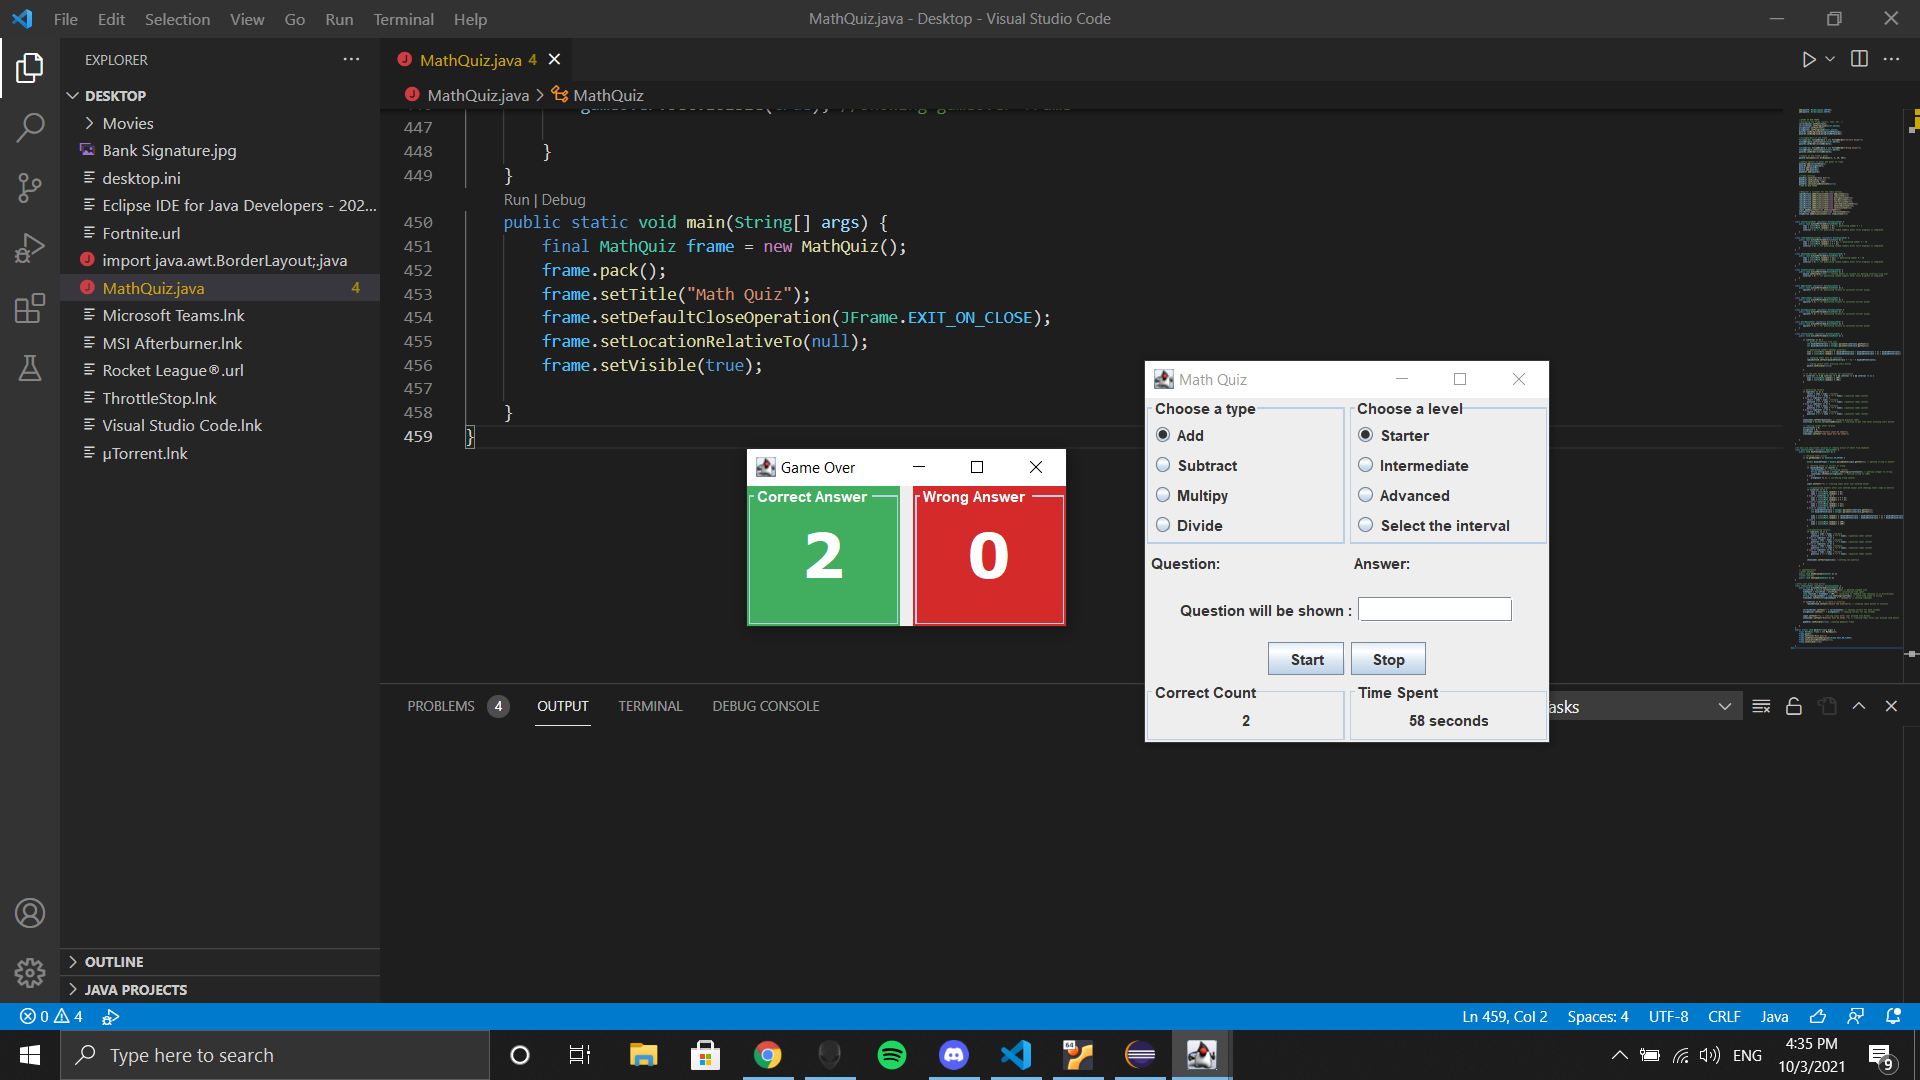 File Edit Selection View Go Run Terminal Help
MathQuiz.java - Desktop - Visual Studio Code
EXPLORER
DESKTOP
Movies
Bank Signature.jpg
desktop.ini
Eclipse IDE for Java Developers - 202...
Fortnite.url
import java.awt.BorderLayout;.java
MathQuiz.java 4
Microsoft Teams.lnk
MSI Afterburner.lnk
Rocket League®.url
ThrottleStop.lnk
Visual Studio Code.lnk
µTorrent.lnk
OUTLINE
JAVA PROJECTS
MathQuiz.java 4
MathQuiz.java > MathQuiz
447
448 }
449 }
Run | Debug
450 public static void main(String[] args) {
451 final MathQuiz frame = new MathQuiz();
452 frame.pack();
453 frame.setTitle("Math Quiz");
454 frame.setDefaultCloseOperation(JFrame.EXIT_ON_CLOSE);
455 frame.setLocationRelativeTo(null);
456 frame.setVisible(true);
457
458 }
459 }
Game Over
Correct Answer
2
Wrong Answer
0
Math Quiz
Choose a type
Add
Subtract
Multipy
Divide
Choose a level
Starter
Intermediate
Advanced
Select the interval
Question:
Answer:
Question will be shown :
Start
Stop
Correct Count
2
Time Spent
58 seconds
PROBLEMS 4 OUTPUT TERMINAL DEBUG CONSOLE
asks
0 4
Ln 459, Col 2 Spaces: 4 UTF-8 CRLF Java
Type here to search
64
ENG
4:35 PM
10/3/2021
9